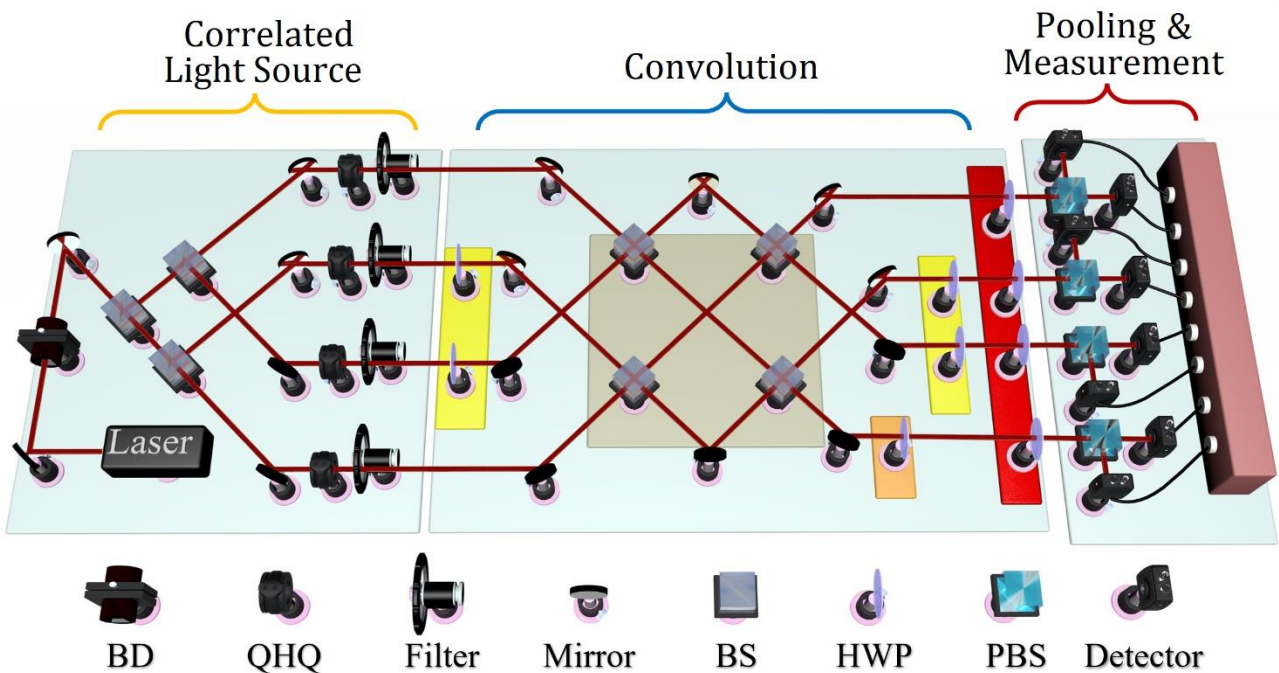 Correlated
Light Source
Convolution
Pooling &
Measurement
Laser
BD
QHQ
Filter
Mirror
BS
HWP
PBS
Detector